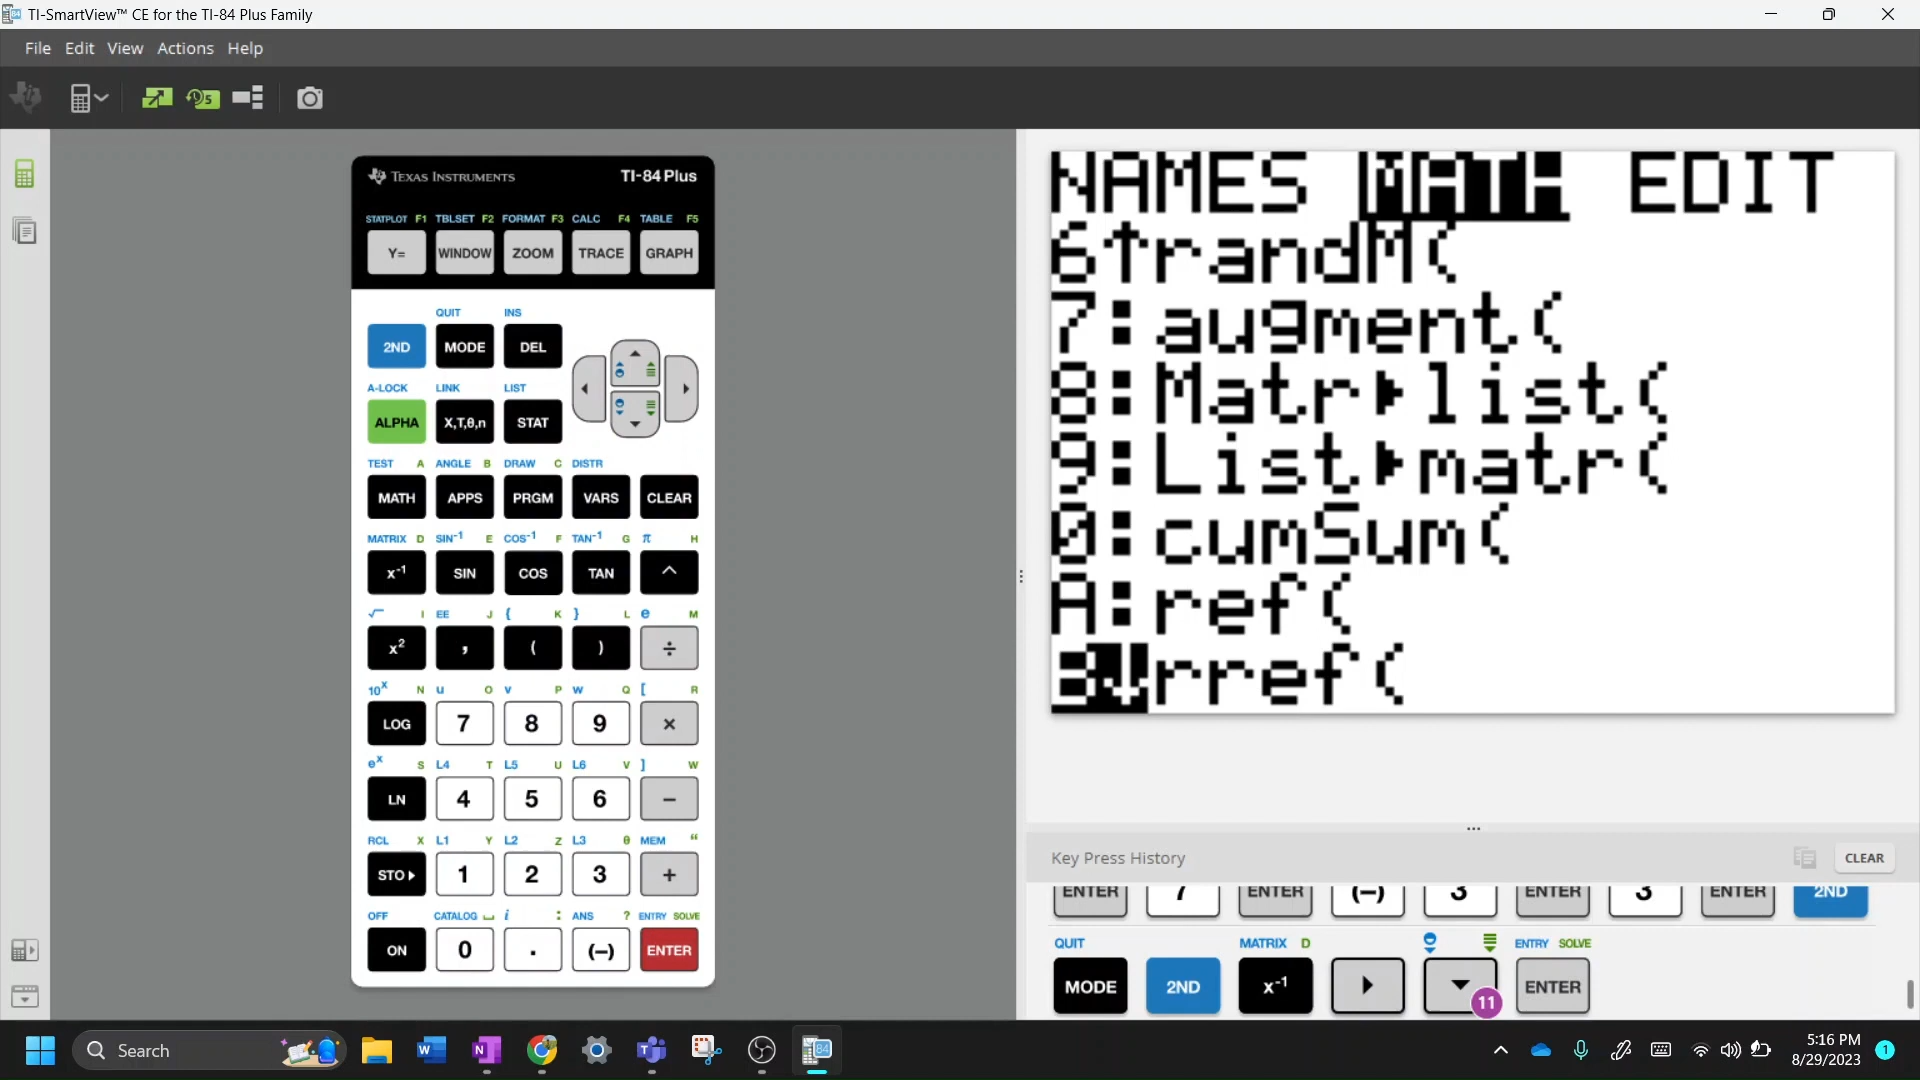 TI-SmartView™ CE for the TI-84 Plus Family
File Edit View Actions Help
TEXAS INSTRUMENTS TI-84 Plus
STATPLOT F1 TBLSET F2 FORMAT F3 CALC F4 TABLE F5
Y= WINDOW ZOOM TRACE GRAPH
QUIT INS
2ND MODE DEL
A-LOCK LINK LIST
ALPHA X,T,θ,n STAT
TEST A ANGLE B DRAW C DISTR
MATH APPS PRGM VARS CLEAR
MATRIX D SIN⁻¹ E COS⁻¹ F TAN⁻¹ G π H
x⁻¹ SIN COS TAN ^
√ I EE J { K } L e M
x² , ( ) ÷
10ˣ N u O v P w Q [ R
LOG 7 8 9 ×
eˣ S L4 T L5 U L6 V ] W
LN 4 5 6 −
RCL X L1 Y L2 Z L3 θ MEM “
STO▸ 1 2 3 +
OFF CATALOG ⎵ i : ANS ? ENTRY SOLVE
ON 0 . (−) ENTER
NAMES MATH EDIT
6↑randM(
7:augment(
8:Matr▶list(
9:List▶matr(
0:cumSum(
A:ref(
B↓rref(
Key Press History CLEAR
ENTER 7 ENTER (−) 3 ENTER 3 ENTER 2ND
QUIT MATRIX D ENTRY SOLVE
MODE 2ND x⁻¹ 11 ENTER
Search
84
5:16 PM
8/29/2023
1